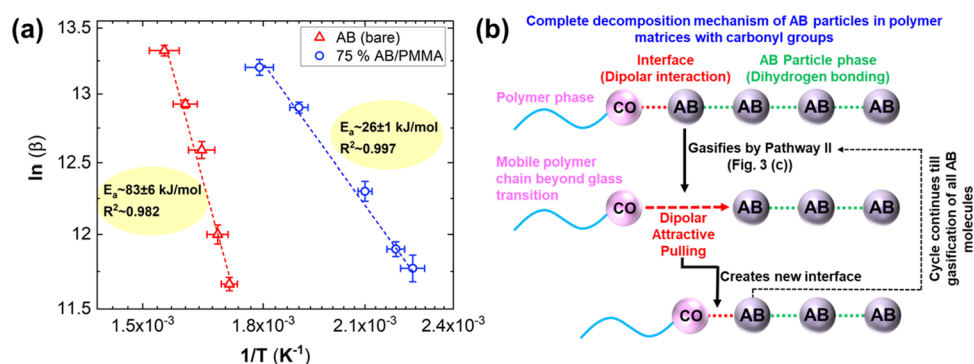 (a)
AB (bare)
75 % AB/PMMA
13.5
13.0
12.5
12.0
11.5
ln (β)
Eₐ~26±1 kJ/mol
R²~0.997
Eₐ~83±6 kJ/mol
R²~0.982
1.5x10⁻³
1.8x10⁻³
2.1x10⁻³
2.4x10⁻³
1/T (K⁻¹)
(b)
Complete decomposition mechanism of AB particles in polymer
matrices with carbonyl groups
Interface
(Dipolar interaction)
AB Particle phase
(Dihydrogen bonding)
Polymer phase
CO
AB
AB
AB
AB
Gasifies by Pathway II
(Fig. 3 (c))
Mobile polymer
chain beyond glass
transition
CO
AB
AB
AB
Dipolar
Attractive
Pulling
Creates new interface
CO
AB
AB
AB
Cycle continues till
gasification of all AB
molecules